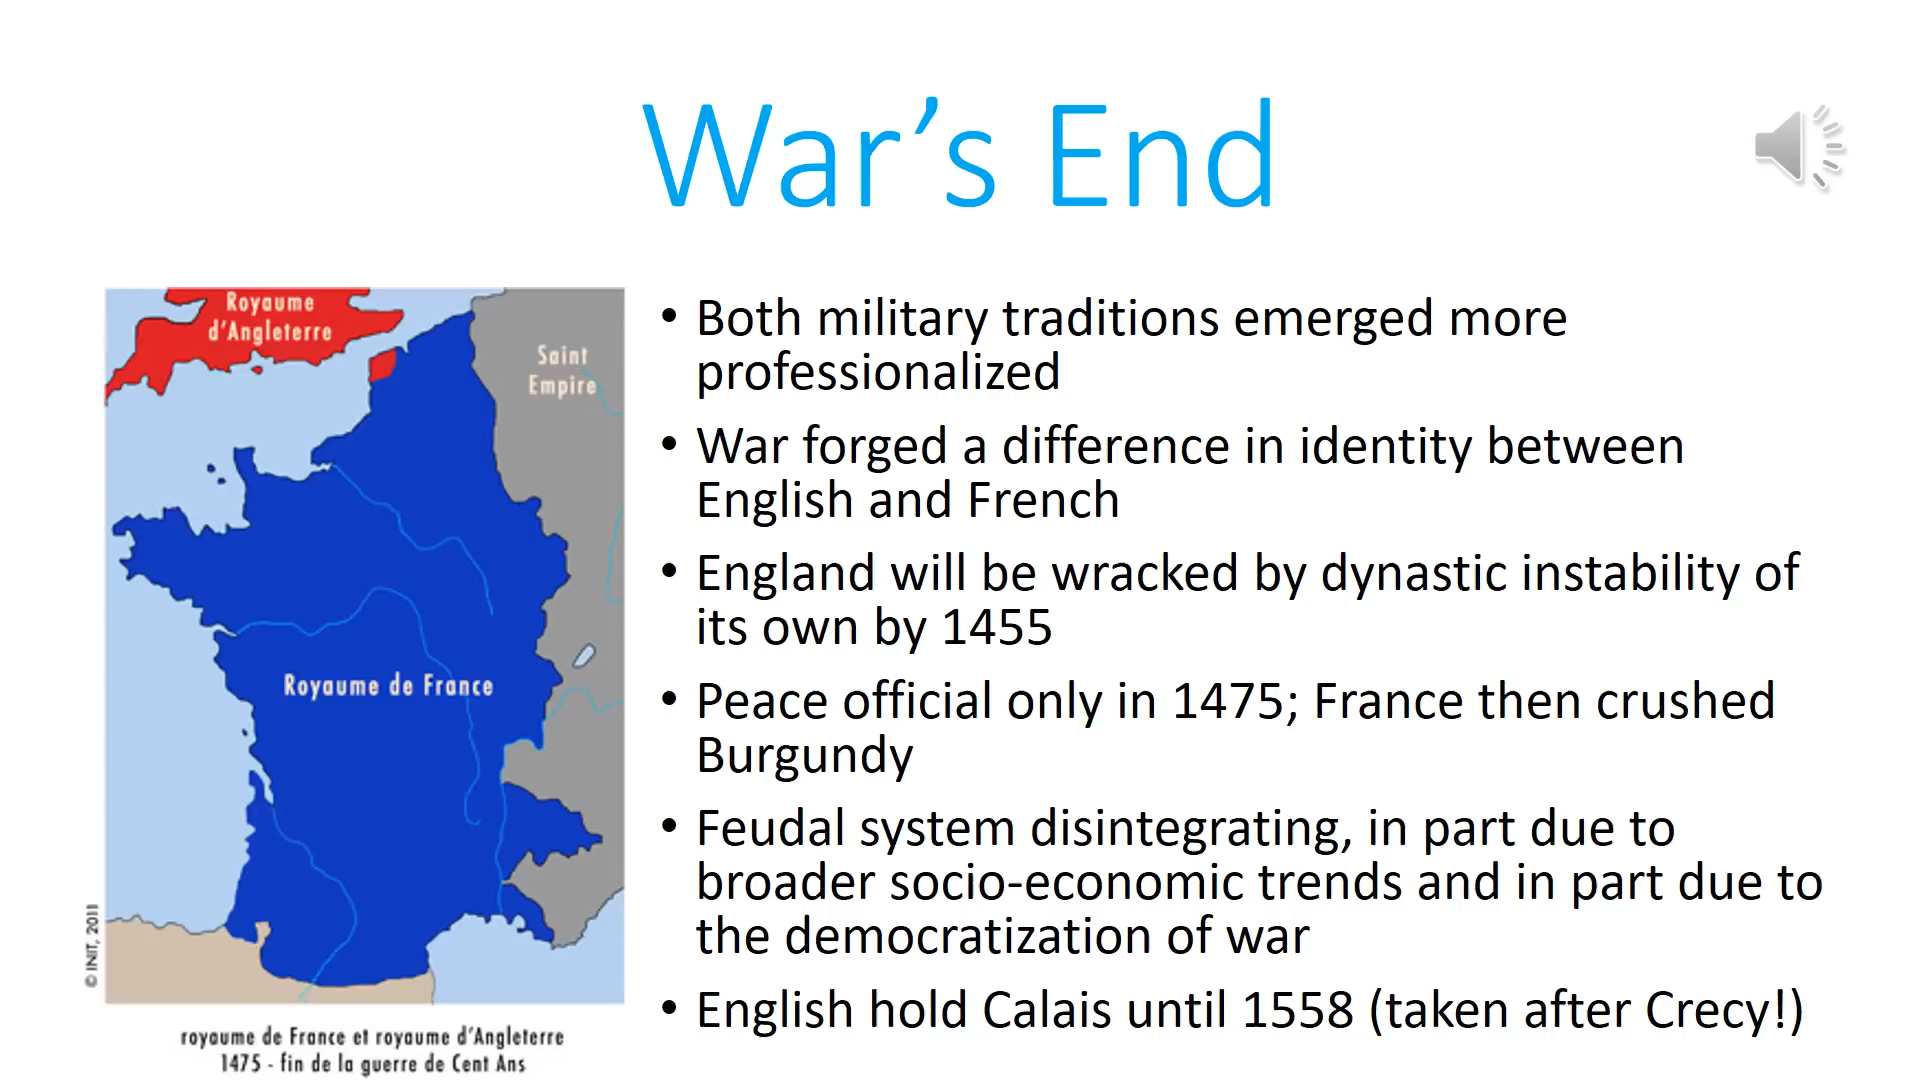 War’s End
Royaume
d’Angleterre
Saint
Empire
Royaume de France
© INIT, 2011
royaume de France et royaume d’Angleterre
1475 - fin de la guerre de Cent Ans
• Both military traditions emerged more
professionalized
• War forged a difference in identity between
English and French
• England will be wracked by dynastic instability of
its own by 1455
• Peace official only in 1475; France then crushed
Burgundy
• Feudal system disintegrating, in part due to
broader socio-economic trends and in part due to
the democratization of war
• English hold Calais until 1558 (taken after Crecy!)